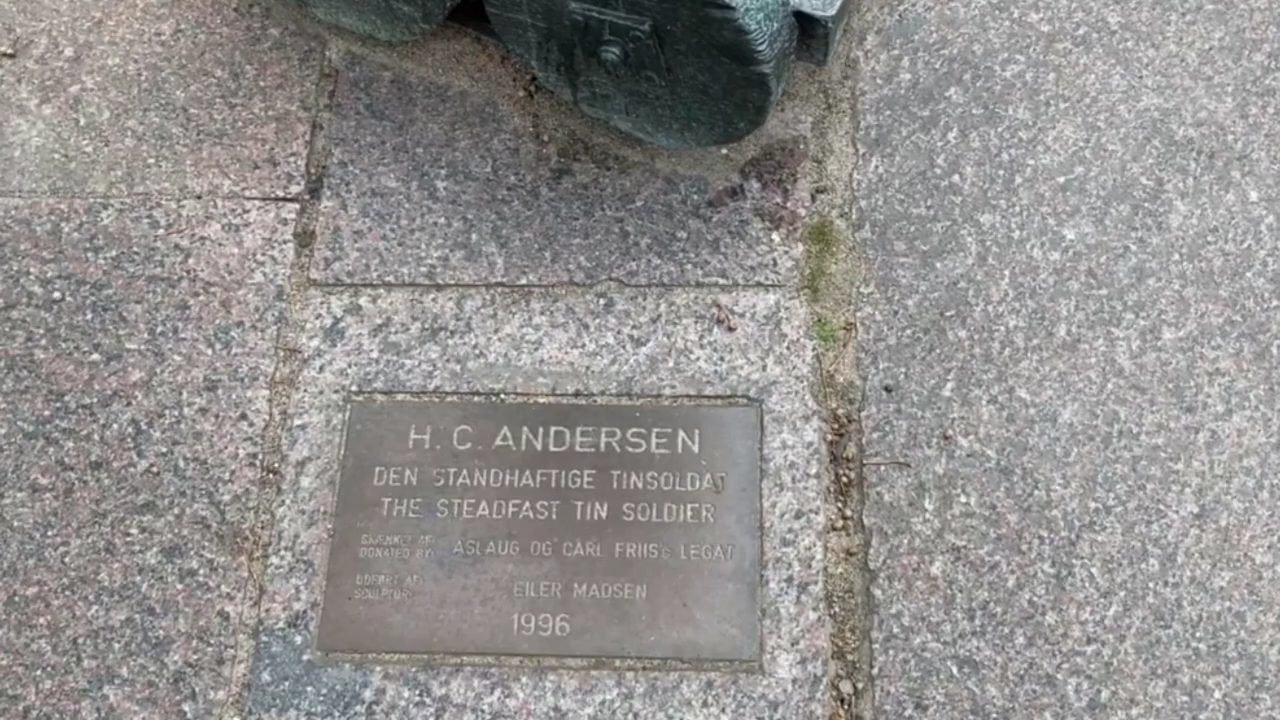 H. C. ANDERSEN
DEN STANDHAFTIGE TINSOLDAT
THE STEADFAST TIN SOLDIER
SKÆNKET AF:
DONATED BY: ASLAUG OG CARL FRIIS'S LEGAT
UDFØRT AF:
SCULPTOR: EILER MADSEN
1996